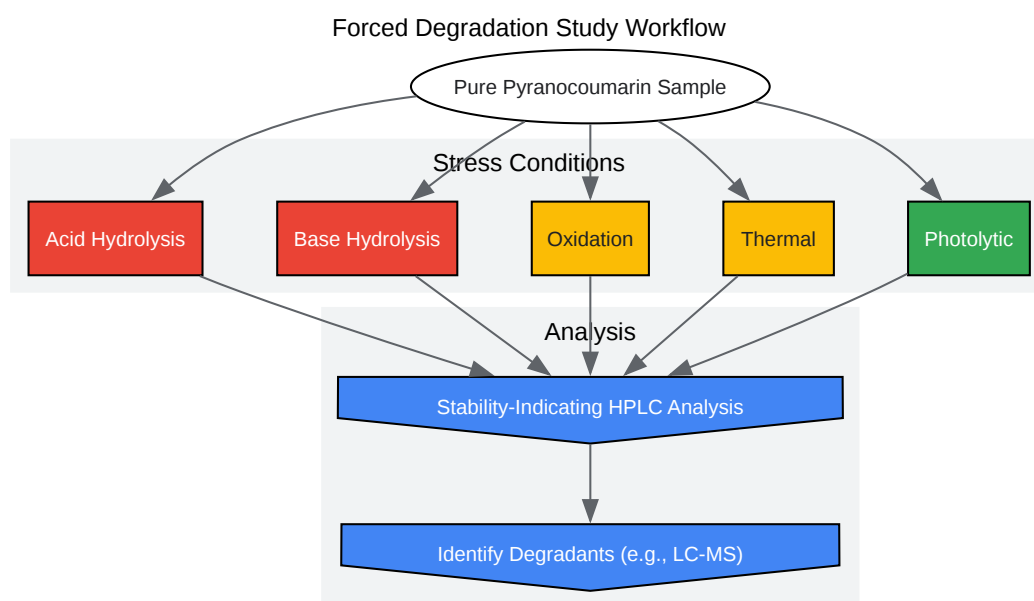 Forced Degradation Study Workflow
Pure Pyranocoumarin Sample
Stress Conditions
Acid Hydrolysis
Base Hydrolysis
Oxidation
Thermal
Photolytic
Analysis
Stability-Indicating HPLC Analysis
Identify Degradants (e.g., LC-MS)